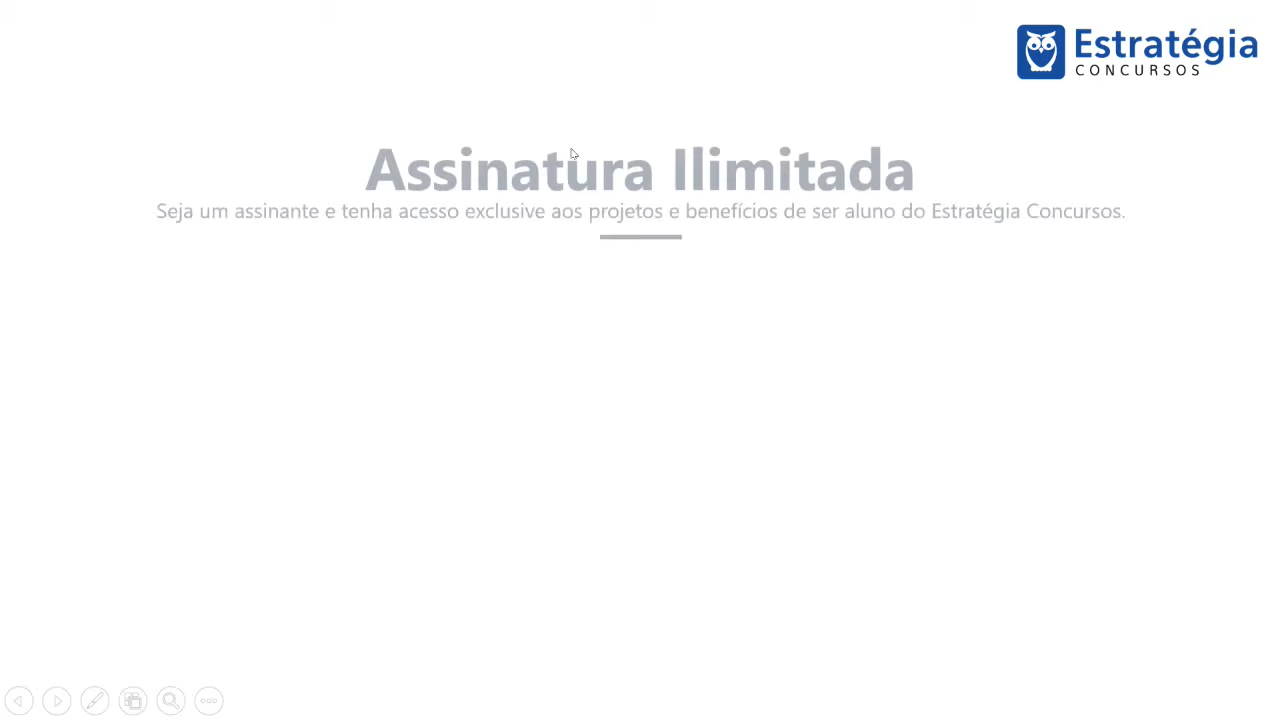 Estratégia
CONCURSOS
Assinatura Ilimitada
Seja um assinante e tenha acesso exclusive aos projetos e benefícios de ser aluno do Estratégia Concursos.